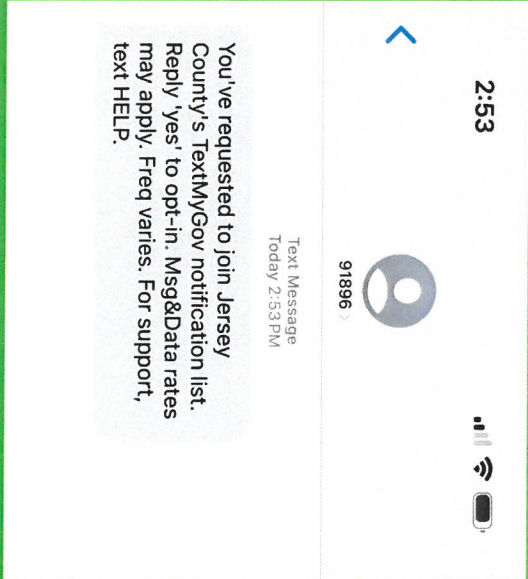 2:53
91896 >
Text Message
Today 2:53 PM
You've requested to join Jersey
County's TextMyGov notification list.
Reply 'yes' to opt-in. Msg&Data rates
may apply. Freq varies. For support,
text HELP.